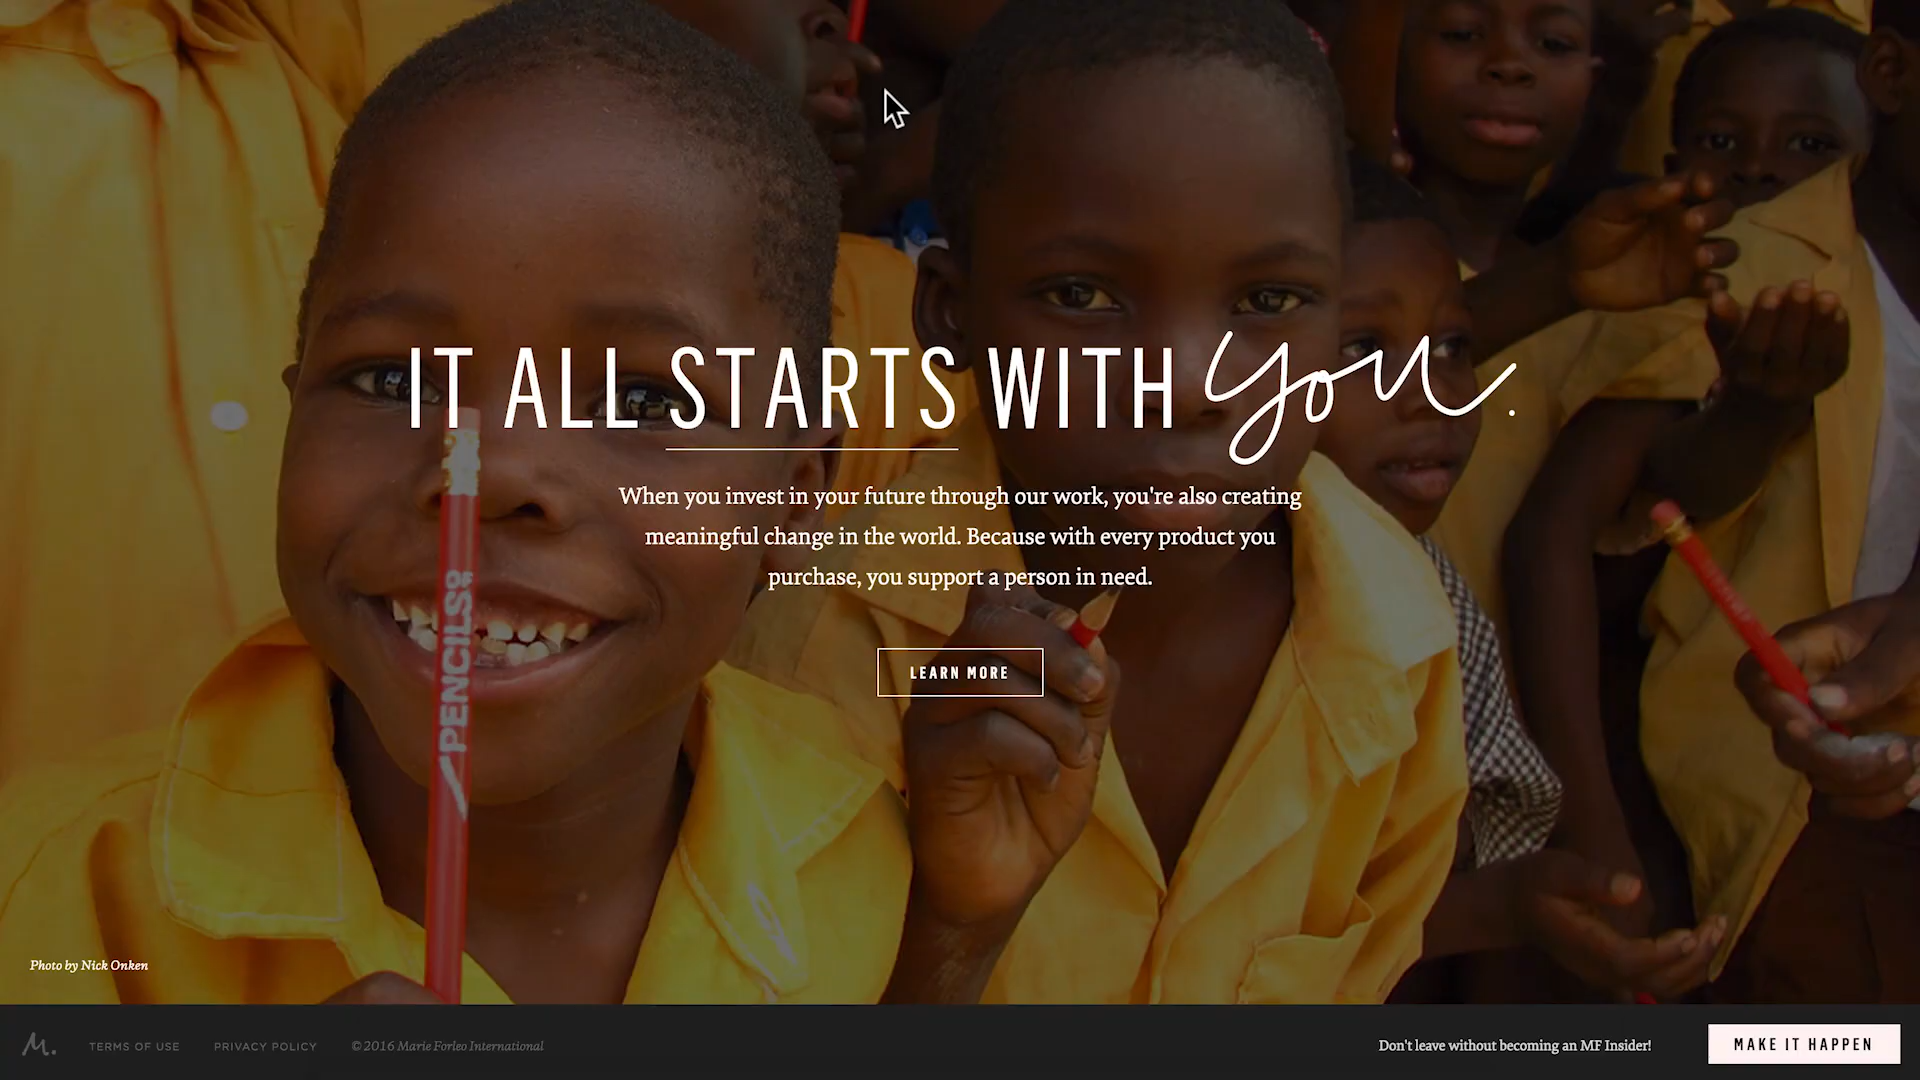 IT ALL STARTS WITH you.
When you invest in your future through our work, you're also creating
meaningful change in the world. Because with every product you
purchase, you support a person in need.
LEARN MORE
PENCILS OF
Photo by Nick Onken
M.
TERMS OF USE
PRIVACY POLICY
©2016 Marie Forleo International
Don't leave without becoming an MF Insider!
MAKE IT HAPPEN